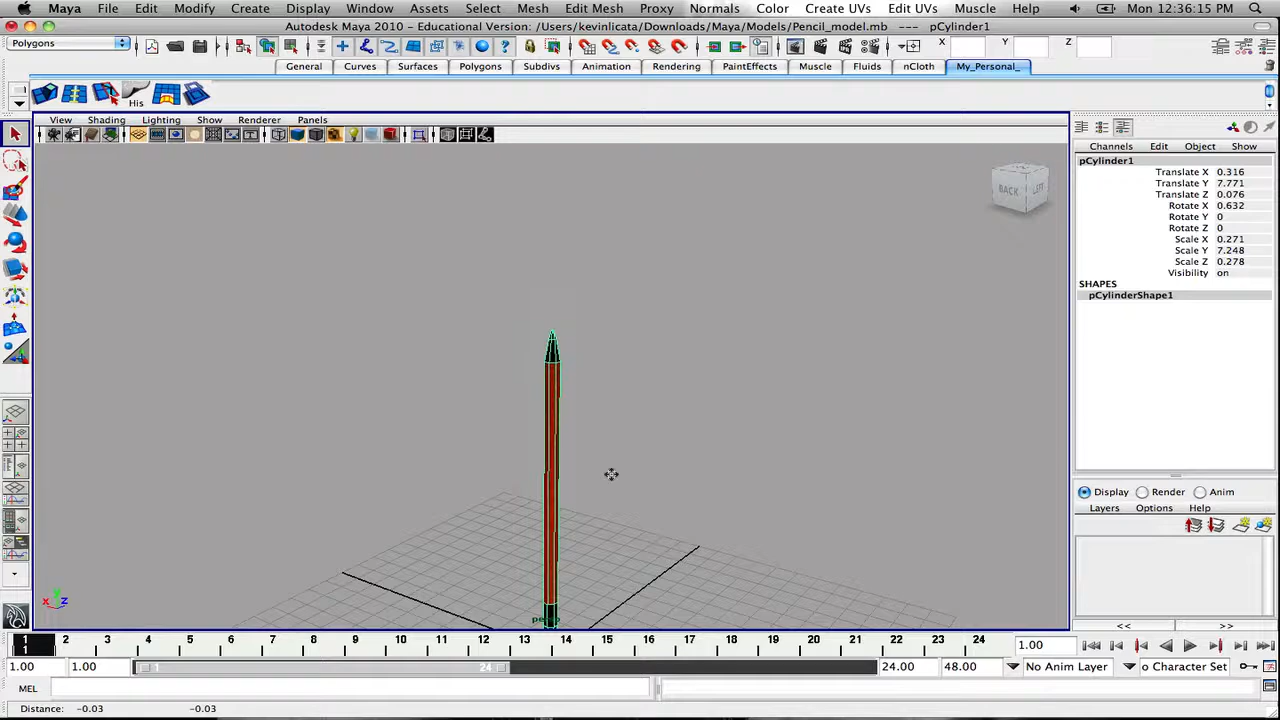 Maya File Edit Modify Create Display Window Assets Select Mesh Edit Mesh Proxy Normals Color Create UVs Edit UVs Muscle Help Mon 12:36:15 PM
Autodesk Maya 2010 - Educational Version: /Users/kevinlicata/Downloads/Maya/Models/Pencil_model.mb --- pCylinder1
Polygons X Y Z
General Curves Surfaces Polygons Subdivs Animation Rendering PaintEffects Muscle Fluids nCloth My_Personal_
His
View Shading Lighting Show Renderer Panels
Channels Edit Object Show
pCylinder1
Translate X 0.316
Translate Y 7.771
Translate Z 0.076
Rotate X 0.632
Rotate Y 0
Rotate Z 0
Scale X 0.271
Scale Y 7.248
Scale Z 0.278
Visibility on
SHAPES
pCylinderShape1
BACK LEFT
Display Render Anim
Layers Options Help
x y z
persp
<< >>
1 2 3 4 5 6 7 8 9 10 11 12 13 14 15 16 17 18 19 20 21 22 23 24 1.00
1
1.00 1.00 1 24 24.00 48.00 No Anim Layer o Character Set
MEL
Distance: -0.03 -0.03